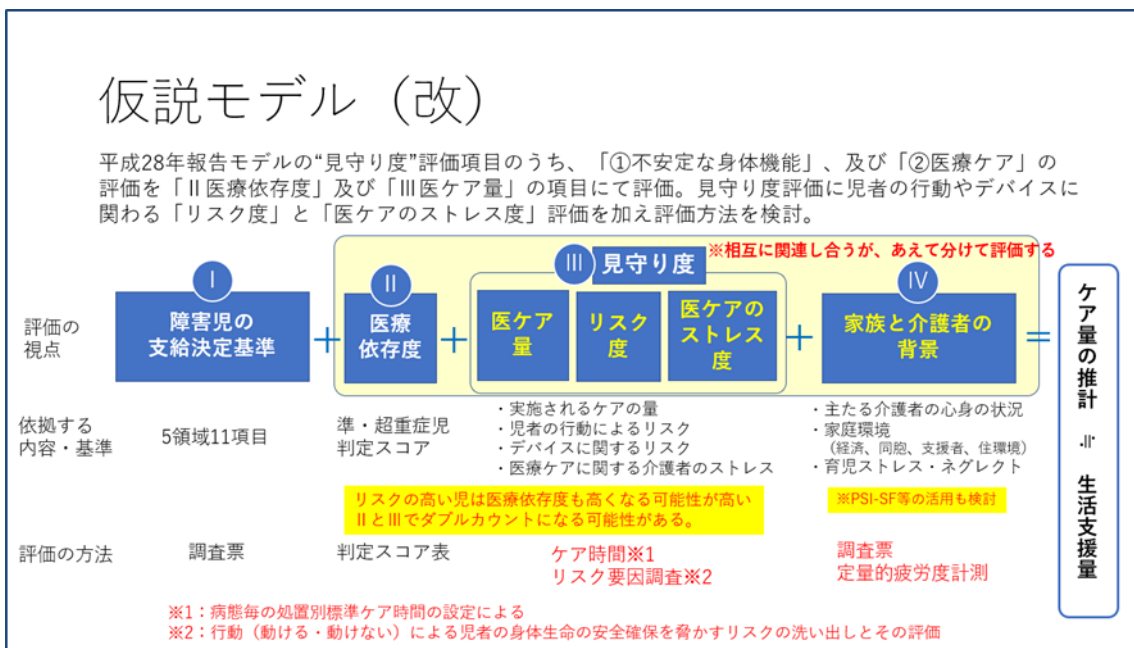 仮説モデル（改）
平成28年報告モデルの“見守り度”評価項目のうち、「①不安定な身体機能」、及び「②医療ケア」の
評価を「Ⅱ医療依存度」及び「Ⅲ医ケア量」の項目にて評価。見守り度評価に児者の行動やデバイスに
関わる「リスク度」と「医ケアのストレス度」評価を加え評価方法を検討。
※相互に関連し合うが、あえて分けて評価する
評価の
視点
Ⅰ
障害児の
支給決定基準
+
Ⅱ
医療
依存度
+
Ⅲ 見守り度
医ケア
量
リスク
度
医ケアの
ストレス
度
+
Ⅳ
家族と介護者の
背景
=
ケア量の推計 ≒ 生活支援量
依拠する
内容・基準
5領域11項目
準・超重症児
判定スコア
・実施されるケアの量
・児者の行動によるリスク
・デバイスに関するリスク
・医療ケアに関する介護者のストレス
・主たる介護者の心身の状況
・家庭環境
（経済、同胞、支援者、住環境）
・育児ストレス・ネグレクト
リスクの高い児は医療依存度も高くなる可能性が高い
ⅡとⅢでダブルカウントになる可能性がある。
※PSI-SF等の活用も検討
評価の方法
調査票
判定スコア表
ケア時間※1
リスク要因調査※2
調査票
定量的疲労度計測
※1：病態毎の処置別標準ケア時間の設定による
※2：行動（動ける・動けない）による児者の身体生命の安全確保を脅かすリスクの洗い出しとその評価